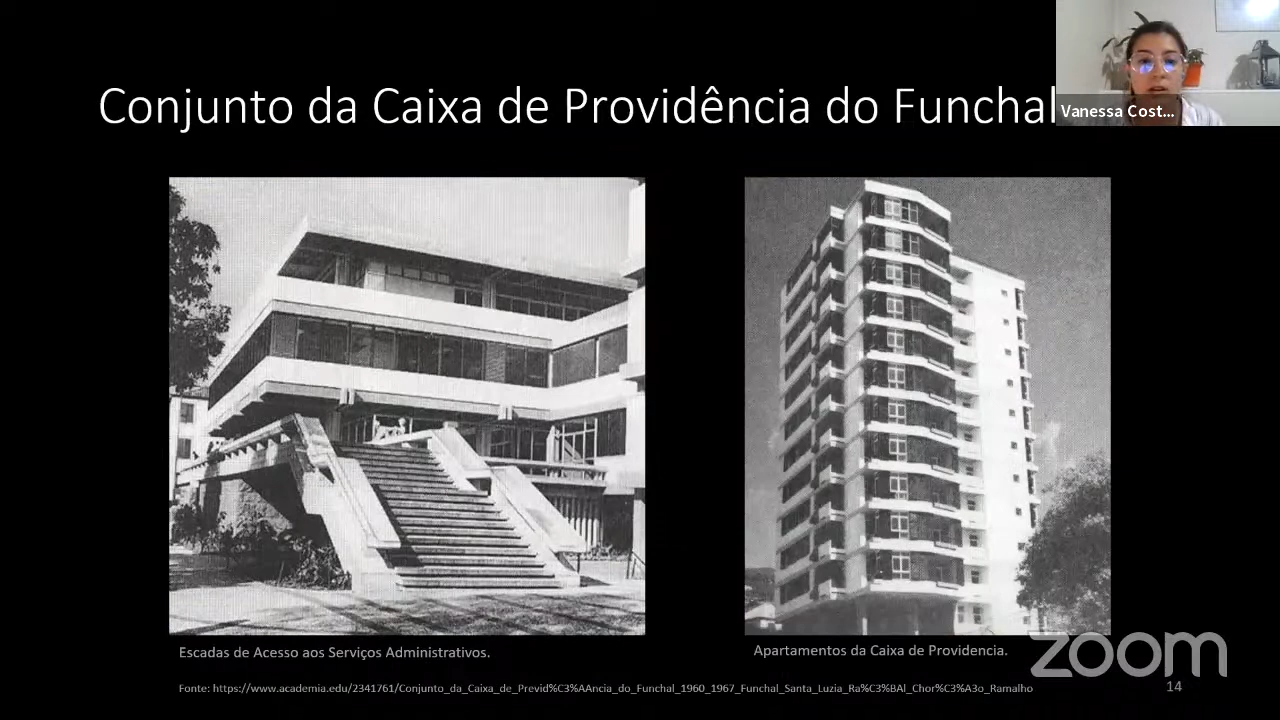 Conjunto da Caixa de Providência do Funchal
Vanessa Cost...
Escadas de Acesso aos Serviços Administrativos.
Apartamentos da Caixa de Providencia.
Fonte: https://www.academia.edu/2341761/Conjunto_da_Caixa_de_Previd%C3%AAncia_do_Funchal_1960_1967_Funchal_Santa_Luzia_Ra%C3%BAl_Chor%C3%A3o_Ramalho
zoom
14